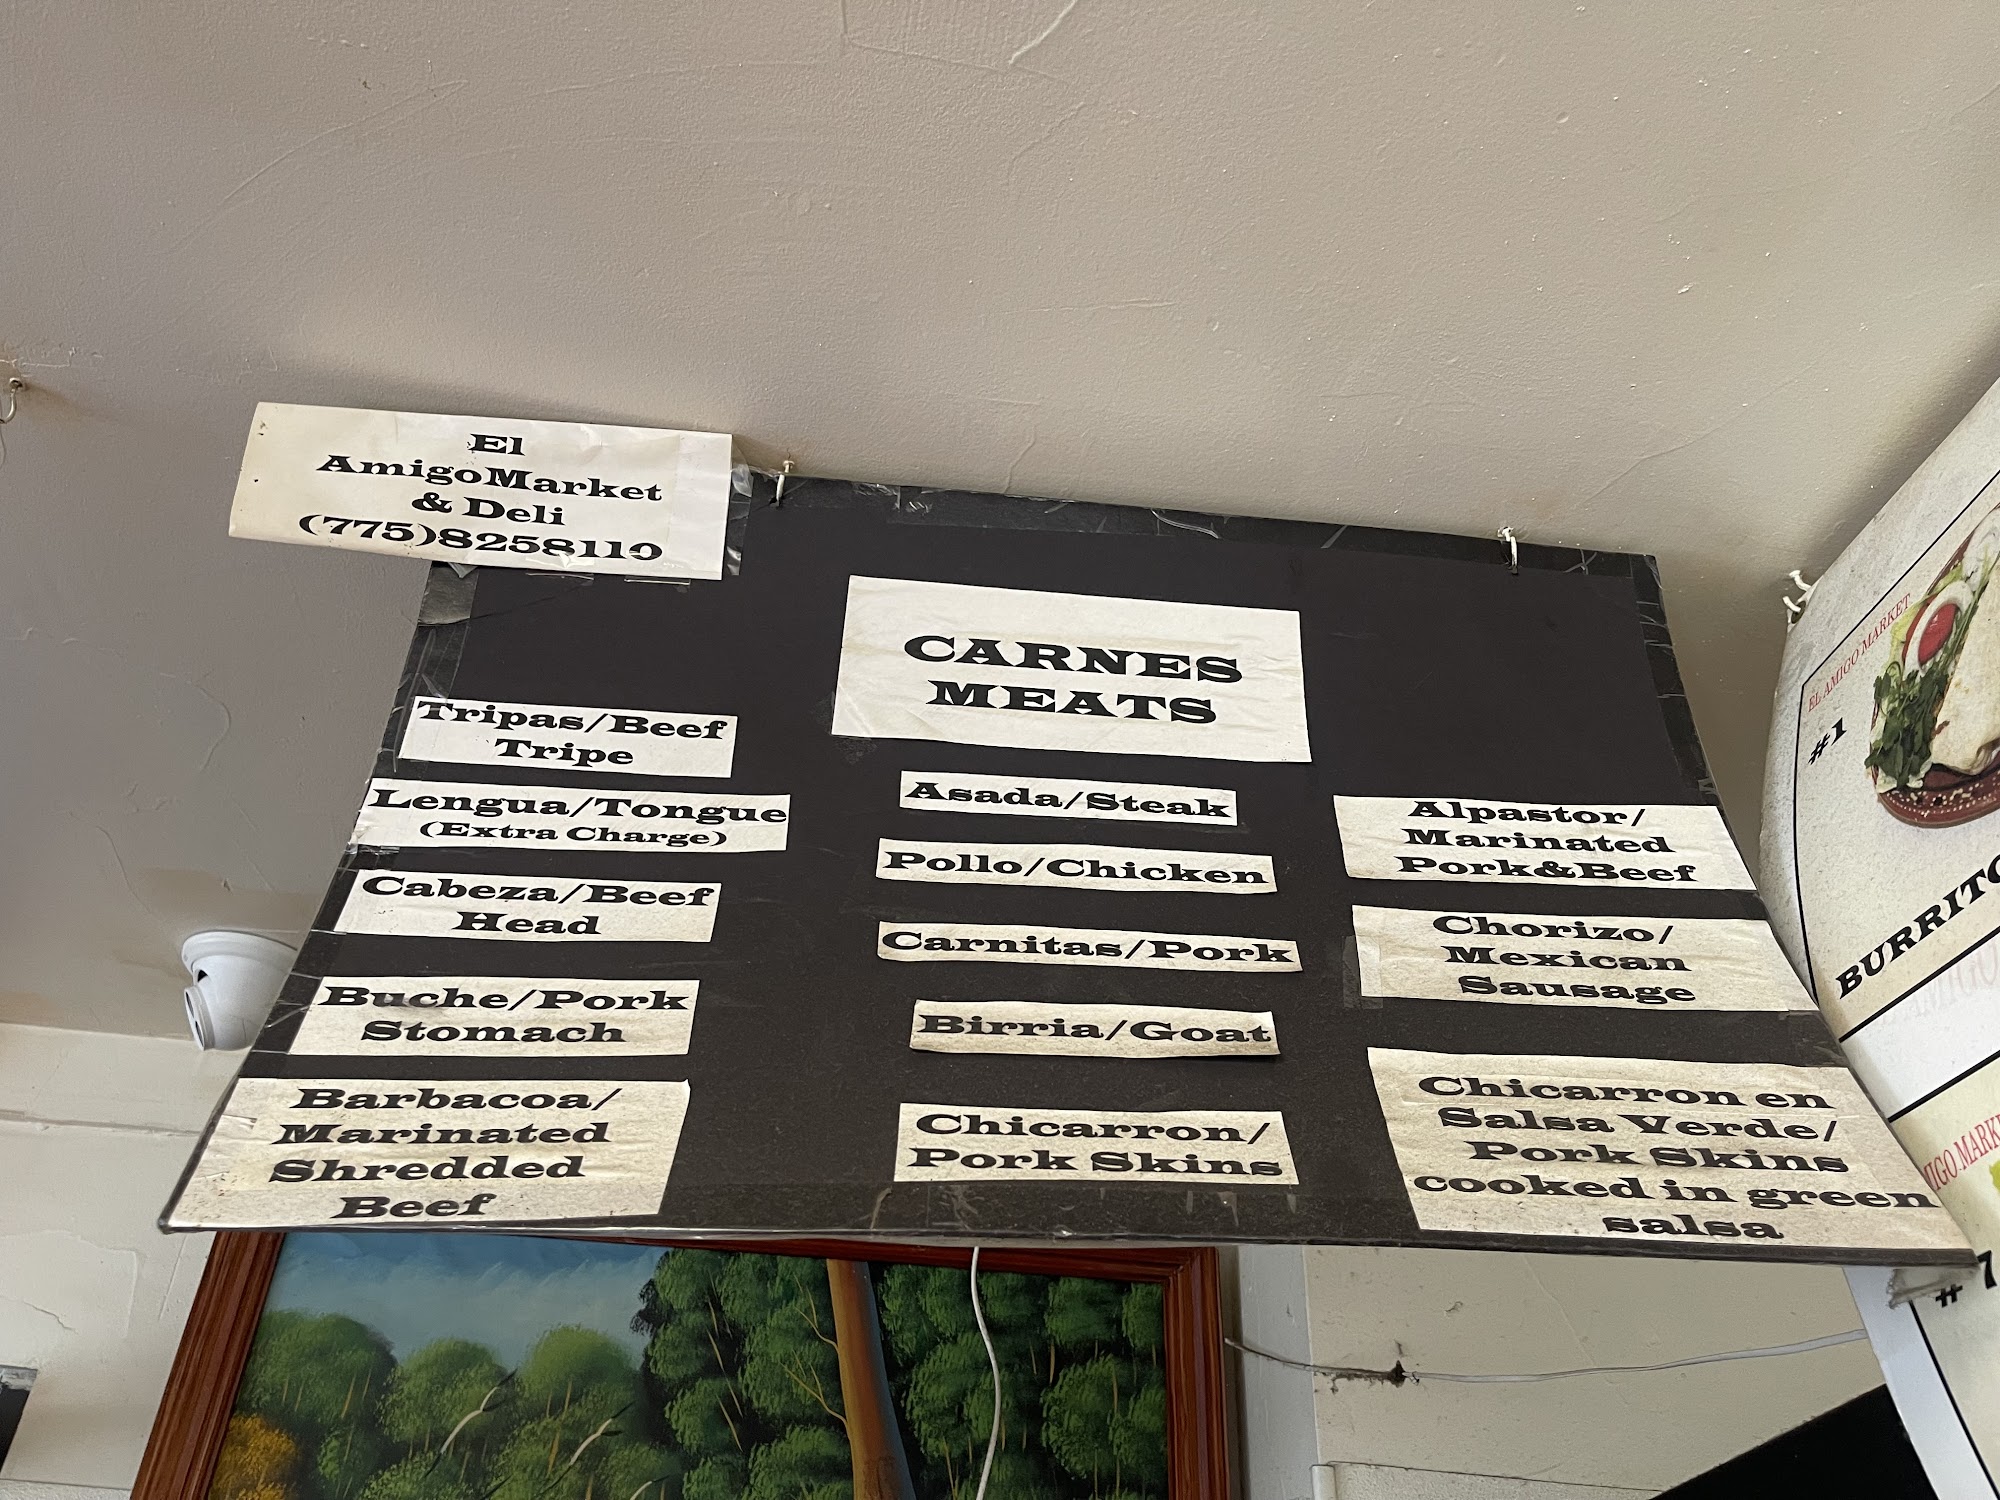 El
AmigoMarket
& Deli
(775)8258110
CARNES
MEATS
Tripas/Beef
Tripe
Lengua/Tongue
(Extra Charge)
Cabeza/Beef
Head
Buche/Pork
Stomach
Barbacoa/
Marinated
Shredded
Beef
Asada/Steak
Pollo/Chicken
Carnitas/Pork
Birria/Goat
Chicarron/
Pork Skins
Alpastor/
Marinated
Pork&Beef
Chorizo/
Mexican
Sausage
Chicarron en
Salsa Verde/
Pork Skins
cooked in green
salsa
EL AMIGO MARKET
#1
BURRITO
# 7